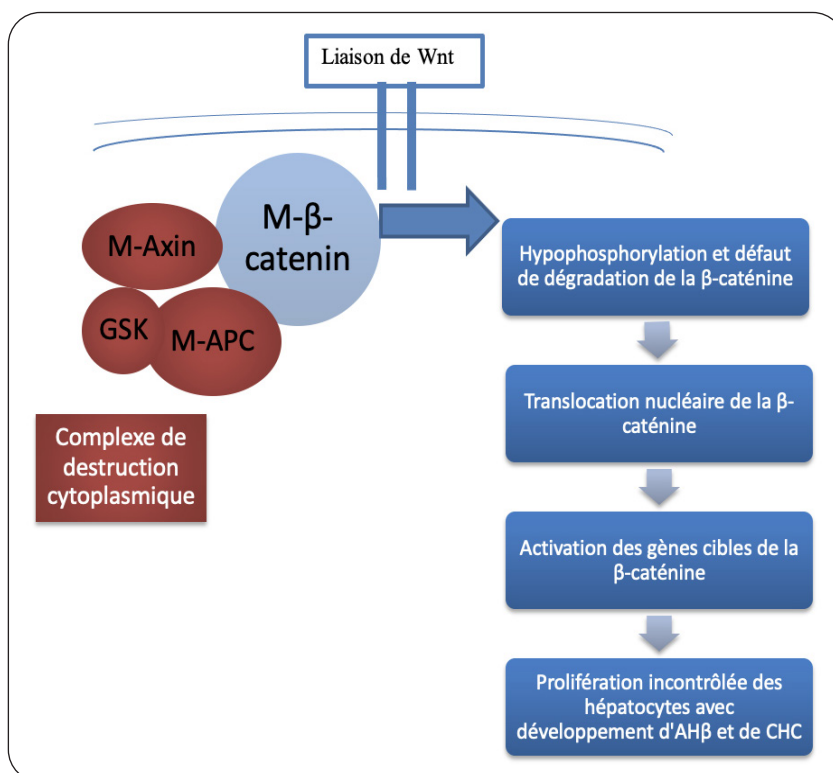 Liaison de Wnt
M-β-
catenin
M-Axin
GSK
M-APC
Complexe de
destruction
cytoplasmique
Hypophosphorylation et défaut
de dégradation de la β-caténine
Translocation nucléaire de la β-
caténine
Activation des gènes cibles de la
β-caténine
Prolifération incontrôlée des
hépatocytes avec
développement d'AHβ et de CHC